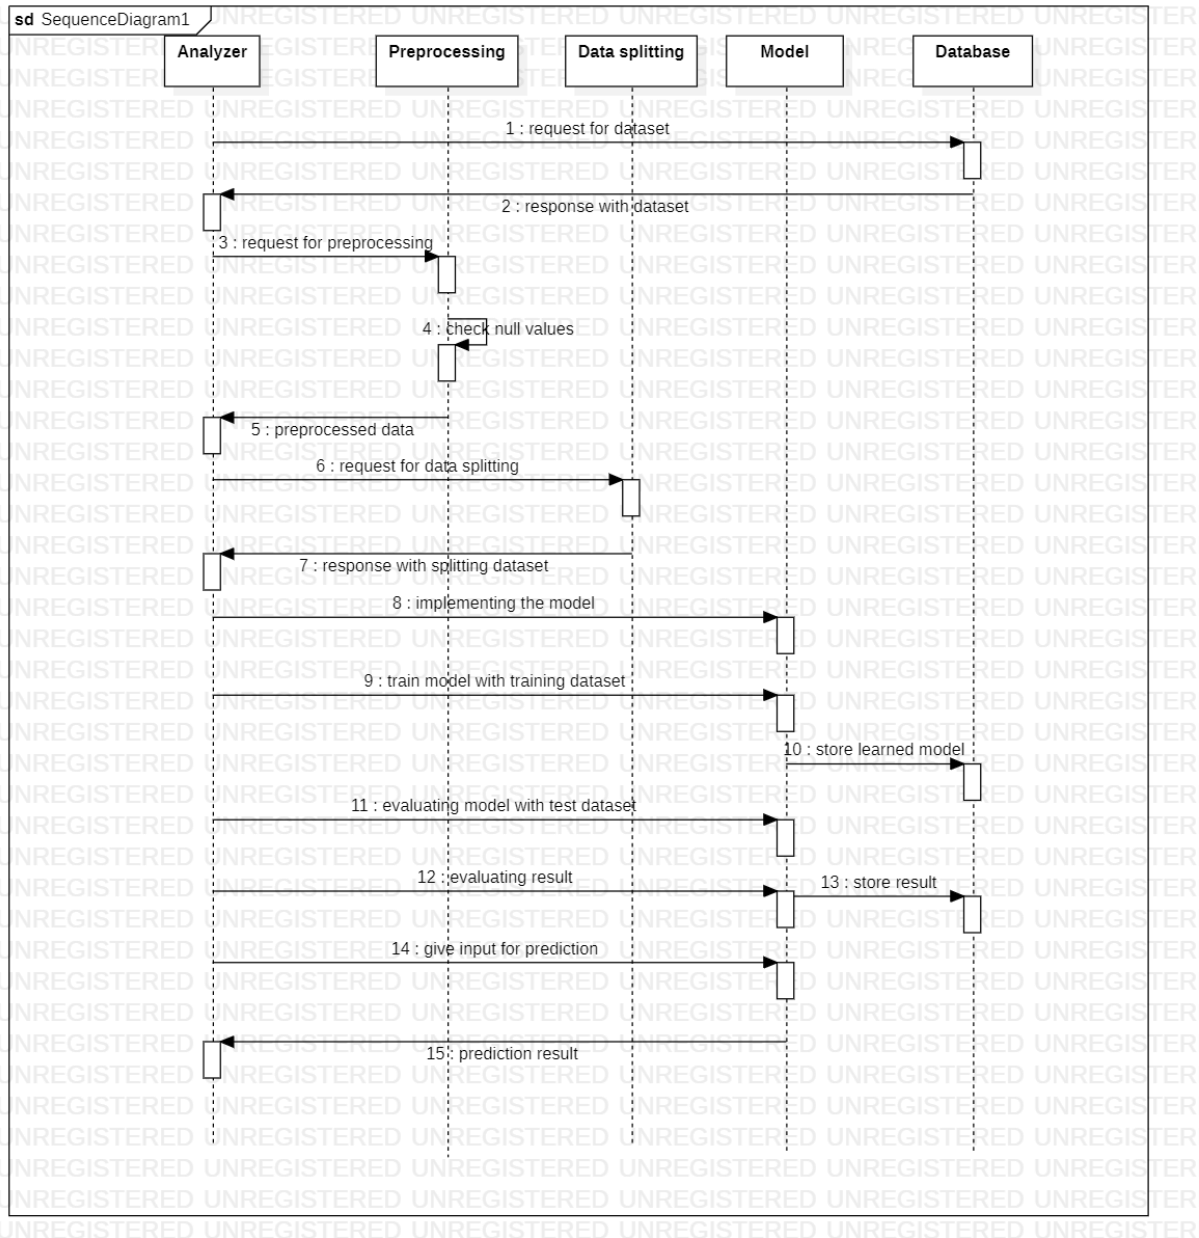 sd SequenceDiagram1
Analyzer
Preprocessing
Data splitting
Model
Database
1 : request for dataset
2 : response with dataset
3 : request for preprocessing
4 : check null values
5 : preprocessed data
6 : request for data splitting
7 : response with splitting dataset
8 : implementing the model
9 : train model with training dataset
10 : store learned model
11 : evaluating model with test dataset
12 : evaluating result
13 : store result
14 : give input for prediction
15 : prediction result
UNREGISTERED